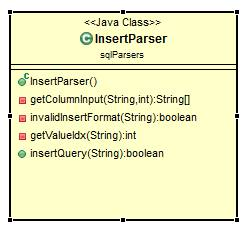 <<Java Class>>
InsertParser
sqlParsers
InsertParser()
getColumnInput(String,int):String[]
invalidInsertFormat(String):boolean
getValueIdx(String):int
insertQuery(String):boolean